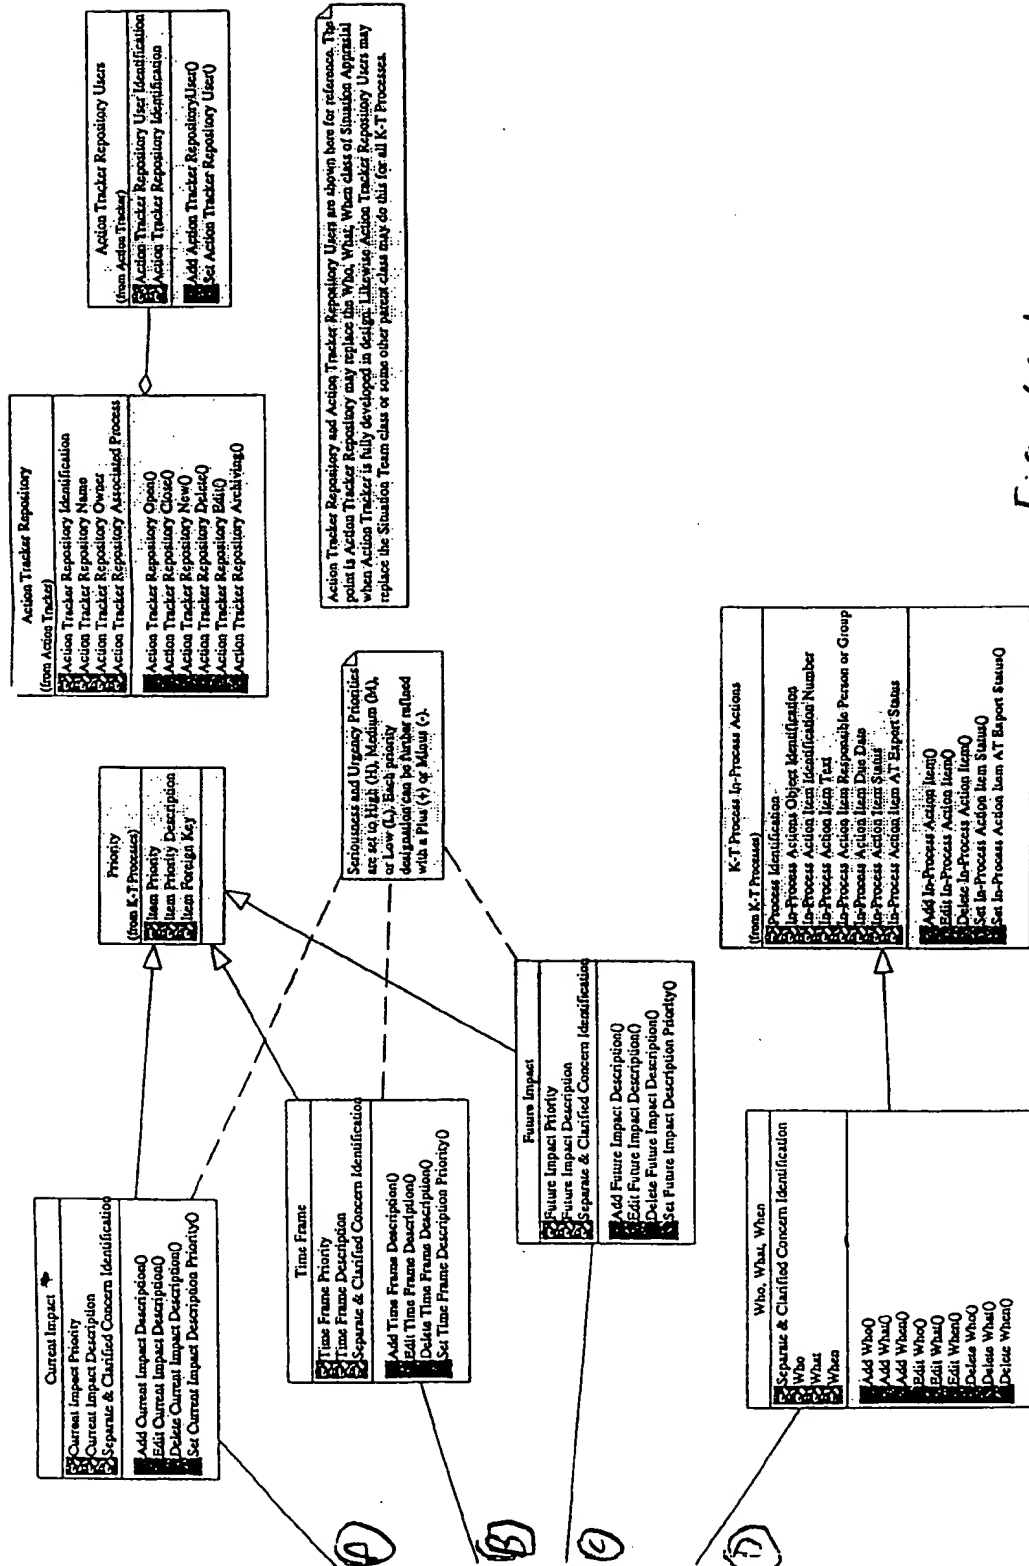 Current Impact
Current Impact Priority
Current Impact Description
Separate & Clarified Concern Identification
Add Current Impact Description()
Edit Current Impact Description()
Delete Current Impact Description()
Set Current Impact Description Priority()
Time Frame
Time Frame Priority
Time Frame Description
Separate & Clarified Concern Identification
Add Time Frame Description()
Edit Time Frame Description()
Delete Time Frame Description()
Set Time Frame Description Priority()
Future Impact
Future Impact Priority
Future Impact Description
Separate & Clarified Concern Identification
Add Future Impact Description()
Edit Future Impact Description()
Delete Future Impact Description()
Set Future Impact Description Priority()
Who, What, When
Separate & Clarified Concern Identification
Who
What
When
Add Who()
Add What()
Add When()
Edit Who()
Edit What()
Edit When()
Delete Who()
Delete What()
Delete When()
Priority
(from K-T Processes)
Item Priority
Item Priority Description
Item Foreign Key
Seriousness and Urgency Priorities
are set to High (H), Medium (M),
or Low (L). Each priority
designation can be further refined
with a Plus (+) or Minus (-).
K-T Process In-Process Actions
(from K-T Processes)
Process Identification
In-Process Actions Object Identification
In-Process Action Item Identification Number
In-Process Action Item Text
In-Process Action Item Responsible Person or Group
In-Process Action Item Due Date
In-Process Action Item Status
In-Process Action Item AT Export Status
Add In-Process Action Item()
Edit In-Process Action Item()
Delete In-Process Action Item()
Set In-Process Action Item Status()
Set In-Process Action Item AT Export Status()
Action Tracker Repository
(from Action Tracker)
Action Tracker Repository Identification
Action Tracker Repository Name
Action Tracker Repository Owner
Action Tracker Repository Associated Process
Action Tracker Repository Open()
Action Tracker Repository Close()
Action Tracker Repository New()
Action Tracker Repository Delete()
Action Tracker Repository Edit()
Action Tracker Repository Archiving()
Action Tracker Repository Users
(from Action Tracker)
Action Tracker Repository User Identification
Action Tracker Repository Identification
Add Action Tracker RepositoryUser()
Set Action Tracker Repository User()
Action Tracker Repository and Action Tracker Repository Users are shown here for reference. The
point is Action Tracker Repository may replace the Who, What, When class of Situation Appraisal
when Action Tracker is fully developed in design. Likewise Action Tracker Repository Users may
replace the Situation Team class or some other parent class may do this for all K-T Processes.
A
B
C
D